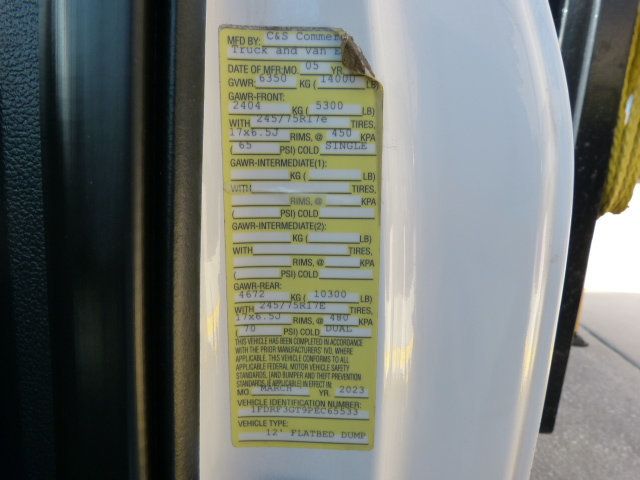 MFD BY: C&S Commer
Truck and Van E
DATE OF MFR: MO. 05 YR
GVWR: 6350 KG ( 14000 LB)
GAWR-FRONT:
2404 KG ( 5300 LB)
WITH 245/75R17e TIRES,
17x6.5J RIMS, @ 450 KPA
( 65 PSI) COLD SINGLE
GAWR-INTERMEDIATE(1):
KG ( LB)
WITH TIRES,
RIMS, @ KPA
( PSI) COLD
GAWR-INTERMEDIATE(2):
KG ( LB)
WITH TIRES,
RIMS, @ KPA
( PSI) COLD
GAWR-REAR:
4672 KG ( 10300 LB)
WITH 245/75R17E TIRES,
17x6.5J RIMS, @ 480 KPA
( 70 PSI) COLD DUAL
THIS VEHICLE HAS BEEN COMPLETED IN ACCORDANCE
WITH THE PRIOR MANUFACTURERS' IVD, WHERE
APPLICABLE. THIS VEHICLE CONFORMS TO ALL
APPLICABLE FEDERAL MOTOR VEHICLE SAFETY
STANDARDS, [AND BUMPER AND THEFT PREVENTION
STANDARDS, IF APPLICABLE] IN EFFECT IN:
MO. MARCH YR. 2023
VEHICLE IDENTIFICATION NUMBER:
1FDRF3GT9PEC65533
VEHICLE TYPE:
12' FLATBED DUMP